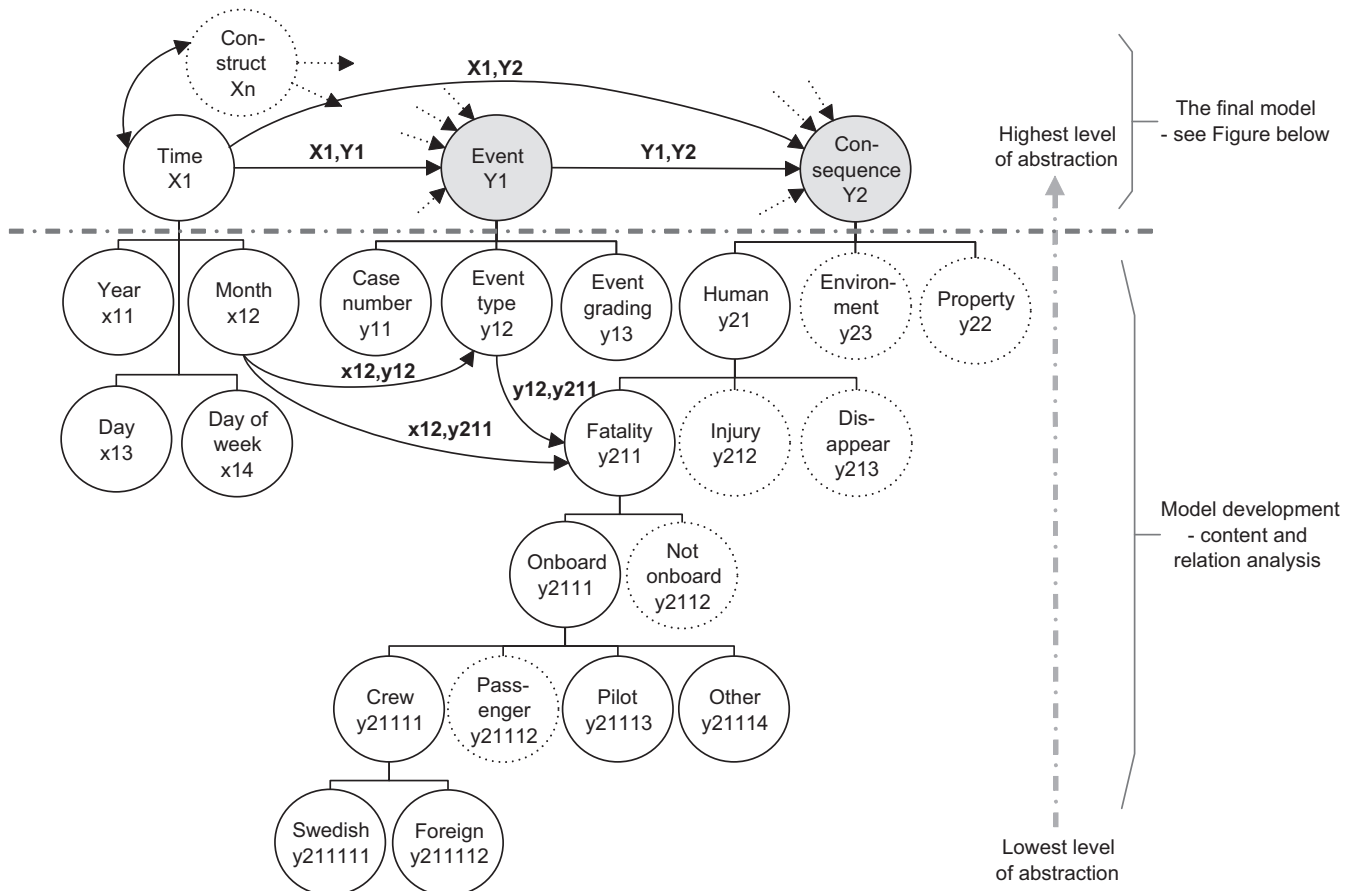 Con-
struct
Xn
X1,Y2
Time
X1
X1,Y1
Event
Y1
Y1,Y2
Con-
sequence
Y2
Highest level
of abstraction
The final model
- see Figure below
Year
x11
Month
x12
Case
number
y11
Event
type
y12
Event
grading
y13
Human
y21
Environ-
ment
y23
Property
y22
x12,y12
y12,y211
x12,y211
Day
x13
Day of
week
x14
Fatality
y211
Injury
y212
Dis-
appear
y213
Model development
- content and
relation analysis
Onboard
y2111
Not
onboard
y2112
Crew
y21111
Pass-
enger
y21112
Pilot
y21113
Other
y21114
Swedish
y211111
Foreign
y211112
Lowest level
of abstraction